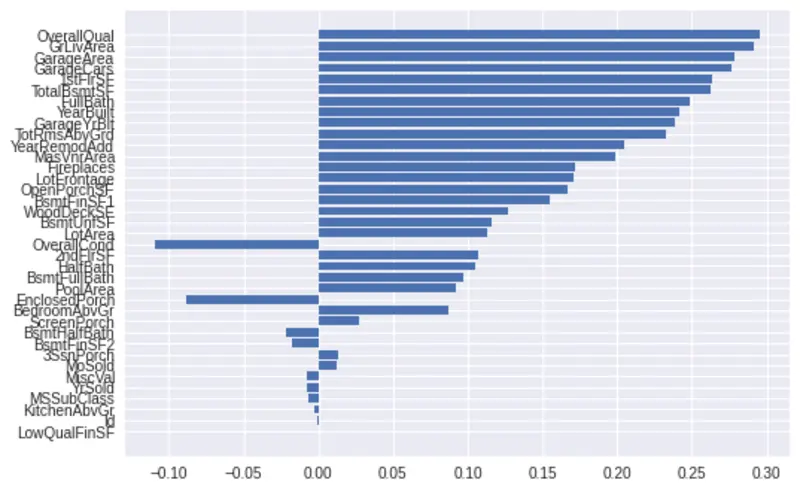 OverallQual
GrLivArea
GarageArea
GarageCars
1stFlrSF
TotalBsmtSF
FullBath
YearBuilt
GarageYrBlt
TotRmsAbvGrd
YearRemodAdd
MasVnrArea
Fireplaces
LotFrontage
OpenPorchSF
BsmtFinSF1
WoodDeckSF
BsmtUnfSF
LotArea
OverallCond
2ndFlrSF
HalfBath
BsmtFullBath
PoolArea
EnclosedPorch
BedroomAbvGr
ScreenPorch
BsmtHalfBath
BsmtFinSF2
3SsnPorch
MoSold
MiscVal
YrSold
MSSubClass
KitchenAbvGr
Id
LowQualFinSF
−0.10 −0.05 0.00 0.05 0.10 0.15 0.20 0.25 0.30